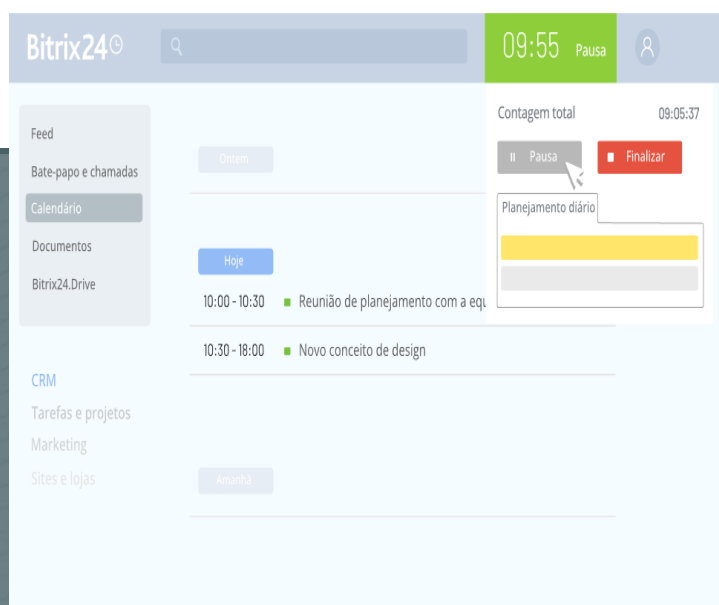 Bitrix24
09:55 Pausa
Contagem total 09:05:37
Pausa Finalizar
Planejamento diário
Feed
Bate-papo e chamadas
Calendário
Documentos
Bitrix24.Drive
CRM
Tarefas e projetos
Marketing
Sites e lojas
Ontem
Hoje
10:00 - 10:30 Reunião de planejamento com a equ
10:30 - 18:00 Novo conceito de design
Amanhã